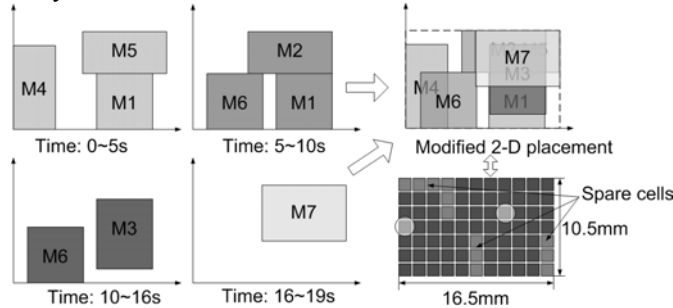 M5
M4
M1
Time: 0~5s
M2
M6
M1
Time: 5~10s
M7
M3
M4
M6
M1
Modified 2-D placement
M3
M6
Time: 10~16s
M7
Time: 16~19s
Spare cells
10.5mm
16.5mm